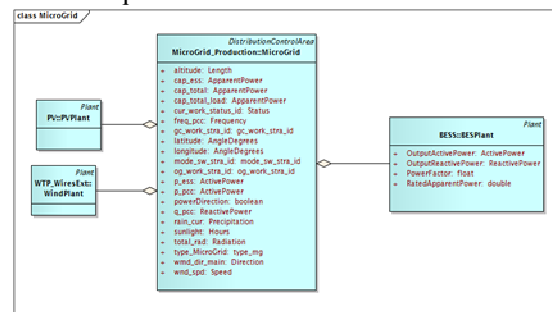 class MicroGrid
DistributionControlArea
MicroGrid_Production::MicroGrid
+ altitude: Length
+ cap_ess: ApparentPower
+ cap_total: ApparentPower
+ cap_total_load: ApparentPower
+ cur_work_status_id: Status
+ freq_pcc: Frequency
+ gc_work_stra_id: gc_work_stra_id
+ latitude: AngleDegrees
+ longitude: AngleDegrees
+ mode_sw_stra_id: mode_sw_stra_id
+ og_work_stra_id: og_work_stra_id
+ p_ess: ActivePower
+ p_pcc: ActivePower
+ powerDirection: boolean
+ q_pcc: ReactivePower
+ rain_cur: Precipitation
+ sunlight: Hours
+ total_rad: Radiation
+ type_MicroGrid: type_mg
+ wnd_dir_main: Direction
+ wnd_spd: Speed
Plant
PV::PVPlant
Plant
WTP_WiresExt::
WindPlant
Plant
BESS::BESPlant
+ OutputActivePower: ActivePower
+ OutputReactivePower: ReactivePower
+ PowerFactor: float
+ RatedApparentPower: double